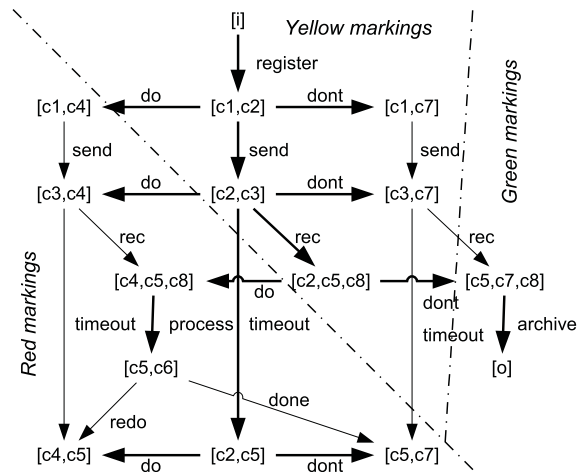 [i]
Yellow markings
register
do
dont
[c1,c4]
[c1,c2]
[c1,c7]
send
send
send
Green markings
do
dont
[c3,c4]
[c2,c3]
[c3,c7]
rec
rec
rec
Red markings
[c4,c5,c8]
[c2,c5,c8]
[c5,c7,c8]
do
dont
timeout
process
timeout
timeout
archive
[c5,c6]
[o]
redo
done
[c4,c5]
[c2,c5]
[c5,c7]
do
dont